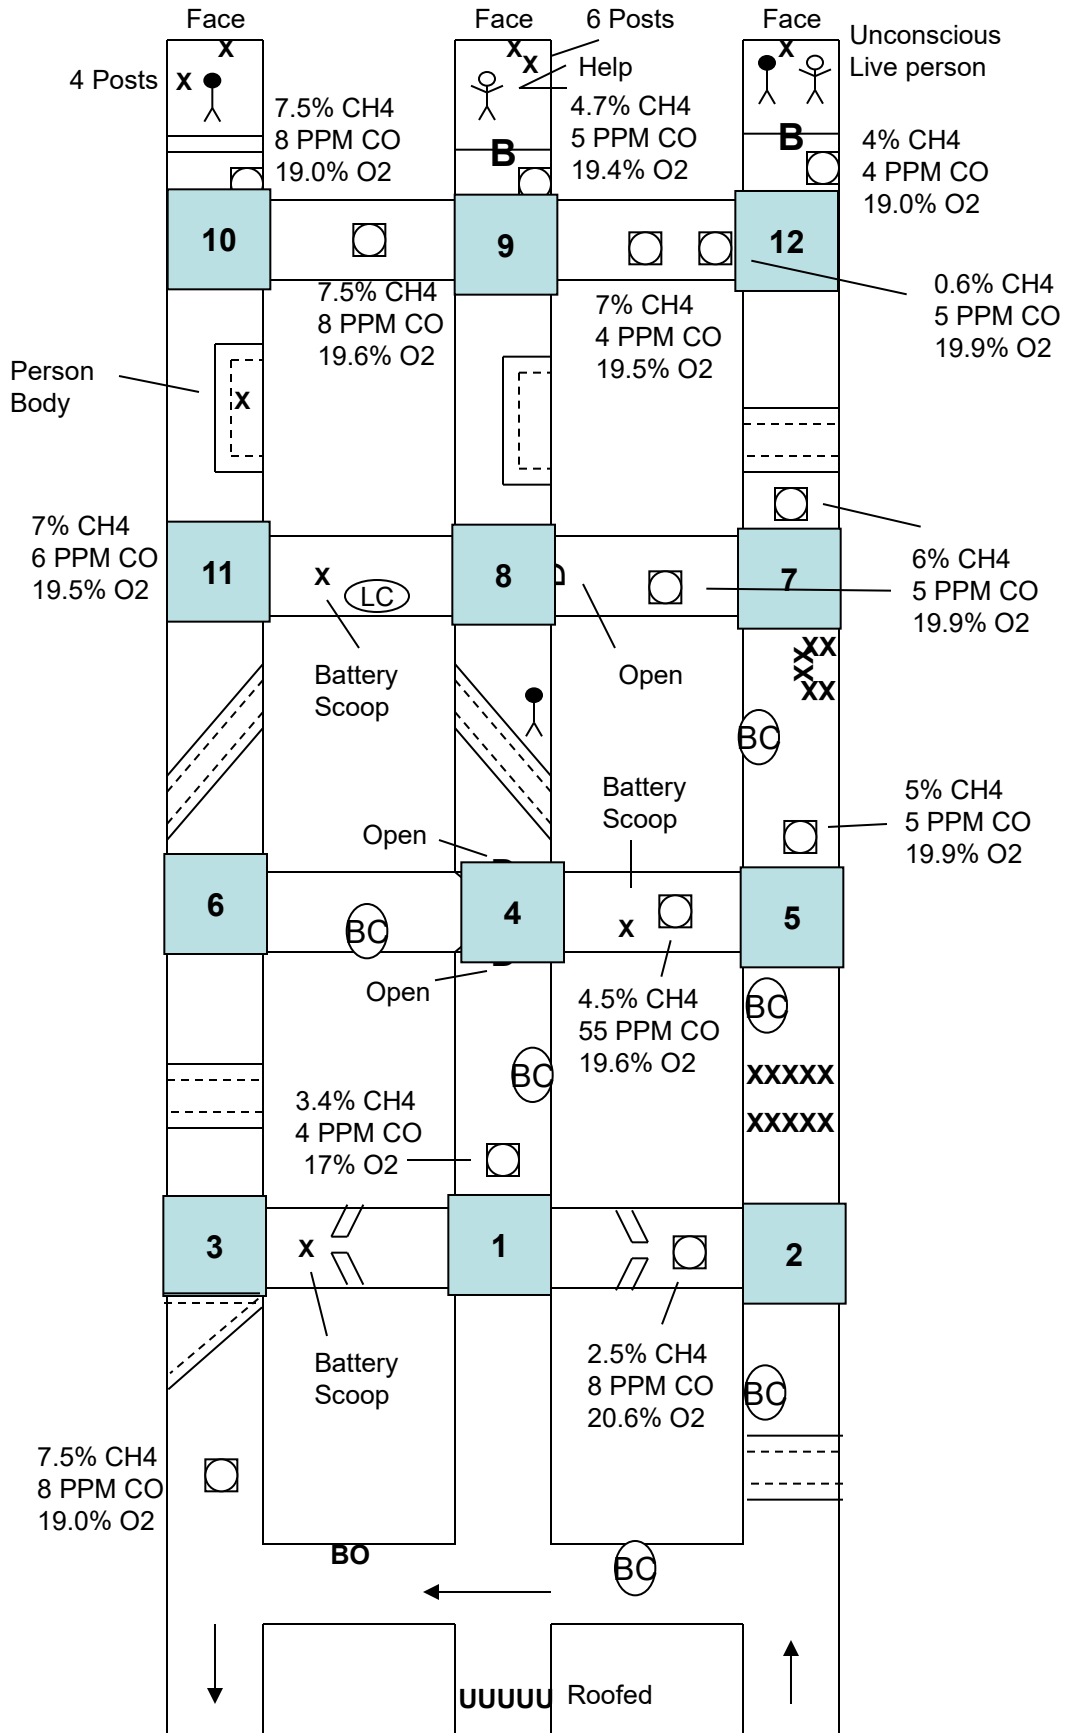 Face
Face
6 Posts
Face
Unconscious
Live person
X
X
X
X
4 Posts
X
Help
7.5% CH4
8 PPM CO
19.0% O2
4.7% CH4
5 PPM CO
19.4% O2
B
B
4% CH4
4 PPM CO
19.0% O2
10
9
12
7.5% CH4
8 PPM CO
19.6% O2
7% CH4
4 PPM CO
19.5% O2
0.6% CH4
5 PPM CO
19.9% O2
Person
Body
X
7% CH4
6 PPM CO
19.5% O2
11
X
LC
8
7
6% CH4
5 PPM CO
19.9% O2
Battery
Scoop
Open
XX
XX
XX
BC
Battery
Scoop
5% CH4
5 PPM CO
19.9% O2
Open
6
BC
4
X
5
Open
4.5% CH4
55 PPM CO
19.6% O2
BC
BC
XXXXX
XXXXX
3.4% CH4
4 PPM CO
17% O2
3
X
1
2
Battery
Scoop
2.5% CH4
8 PPM CO
20.6% O2
BC
7.5% CH4
8 PPM CO
19.0% O2
BO
BC
UUUUU
Roofed